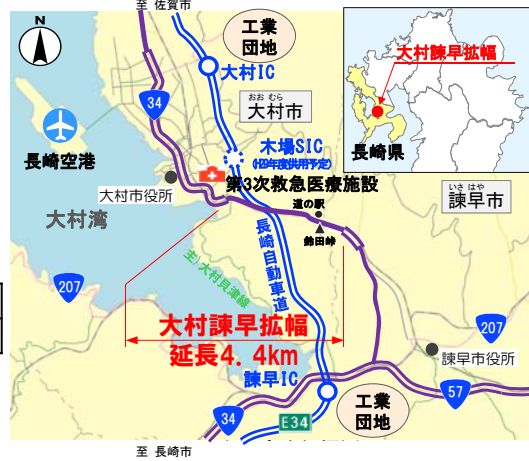 至 佐賀市
N
工業
団地
大村IC
34
おお むら
大村市
大村諫早拡幅
長崎県
木場SIC
(H29年度供用予定)
長崎空港
第3次救急医療施設
大村市役所
道の駅
いさ はや
諫早市
鈴田峠
大村湾
長崎自動車道
主)大村貝津線
207
大村諫早拡幅
延長4.4km
207
諫早市役所
諫早IC
57
工業
団地
34
E34
至 長崎市